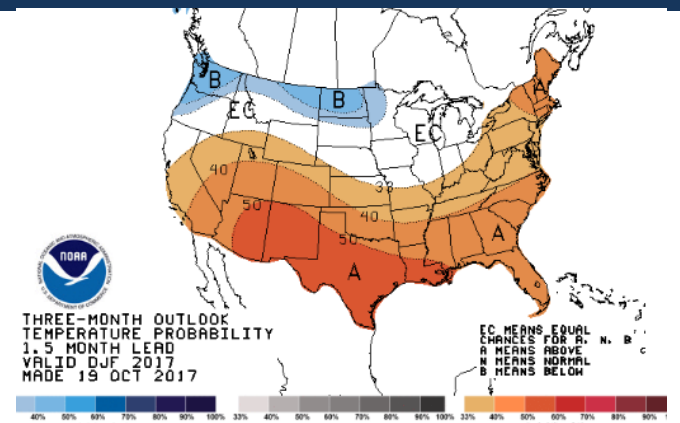 B
B
EC
EC
A
40
33
50
40
50
A
A
NOAA
THREE-MONTH OUTLOOK
TEMPERATURE PROBABILITY
1.5 MONTH LEAD
VALID DJF 2017
MADE 19 OCT 2017
EC MEANS EQUAL
CHANCES FOR A, N, B
A MEANS ABOVE
N MEANS NORMAL
B MEANS BELOW
40% 50% 60% 70% 80% 90% 100% 33% 40% 50% 60% 70% 80% 90% 100% 33% 40% 50% 60% 70% 80% 90%